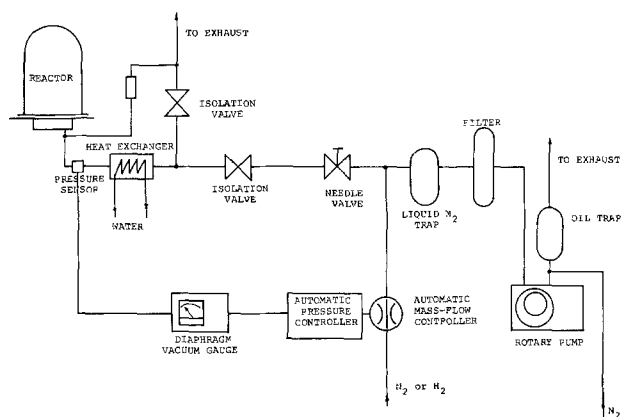 TO EXHAUST
REACTOR
ISOLATION
VALVE
HEAT EXCHANGER
PRESSURE
SENSOR
WATER
ISOLATION
VALVE
NEEDLE
VALVE
FILTER
LIQUID N2
TRAP
TO EXHAUST
OIL TRAP
ROTARY PUMP
N2
DIAPHRAGM
VACUUM GAUGE
AUTOMATIC
PRESSURE
CONTROLLER
AUTOMATIC
MASS-FLOW
CONTPOLLER
N2 or H2